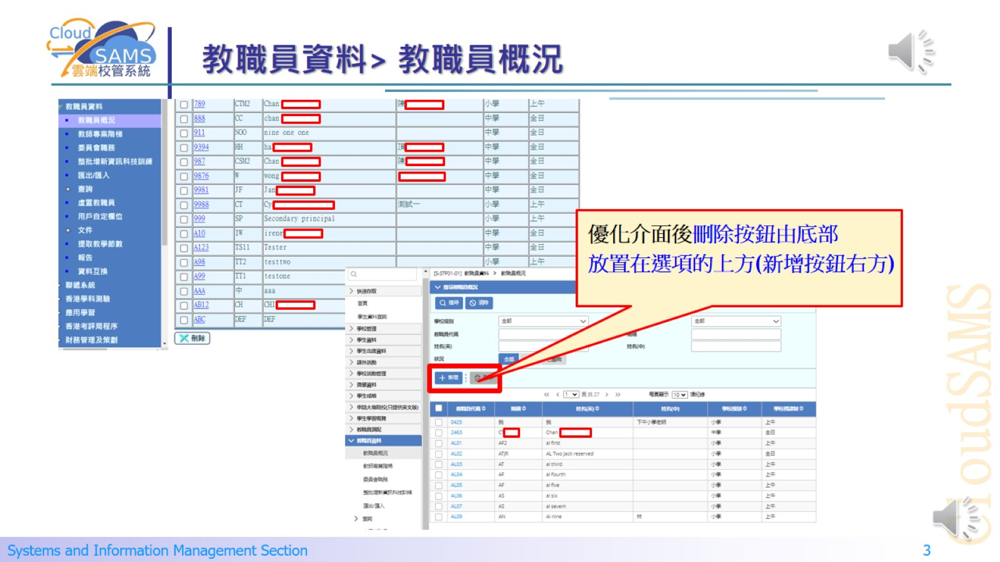 Cloud
SAMS
雲端校管系統
教職員資料> 教職員概況
教職員資料
教職員概況
教師專業階梯
委員會職務
整批增新資訊科技訓練
匯出/匯入
查詢
虛置教職員
用戶自定欄位
文件
提取教學節數
報告
資料互換
聯遞系統
香港學科測驗
應用學習
香港考評局程序
財務管理及策劃
789 CTM2 Chan 陳 小學 上午
888 CC chan 中學 全日
911 NOO nine one one 中學 全日
9394 HH ha 頂 中學 全日
987 CSM2 Chan 陳 中學 全日
9876 W wong 中學 全日
9981 JF Jan 中學 全日
9988 CT Cy 測試一 小學 上午
999 SP Secondary principal 小學 上午
A10 IW irene 中學 全日
A123 TS11 Tester 中學 全日
A98 TT2 testtwo 小學 上午
A99 TT1 testone
AAA 中 aaa
AB12 CH CHI
ABC DEF DEF
刪除
優化介面後刪除按鈕由底部
放置在選項的上方(新增按鈕右方)
快速存取
首頁
學生資料查詢
學校管理
學生資料
學生出席資料
課外活動
學校活動管理
獎懲資料
學生成績
申請大專院校(只提供英文版)
學生學習概覽
教職員調配
教職員資料
教職員概況
教師專業階梯
委員會職務
整批增新資訊科技訓練
匯出/匯入
查詢
[S-STF01-01] 教職員資料 > 教職員概況
搜尋教職員概況
搜尋 清除
學校級別 全部 全部
教職員代碼
姓名(英) 姓名(中)
狀況 全部
新增
1 頁 共 27 每頁顯示 10 項紀錄
教職員代碼 簡稱 姓名(英) 姓名(中) 學校級別 學校授課制
0425 我 我 下午小學老師 小學 上午
2463 C Chan 中學 全日
AL01 AF2 al first 小學 上午
AL02 ATJR AL Two Jack reserved 小學 全日
AL03 AT al third 小學 上午
AL04 AF al fourth 小學 上午
AL05 AF al five 小學 上午
AL06 AS al six 小學 上午
AL07 AS al severn 小學 上午
AL09 AN Al nine 林 小學 上午
CloudSAMS
Systems and Information Management Section
3